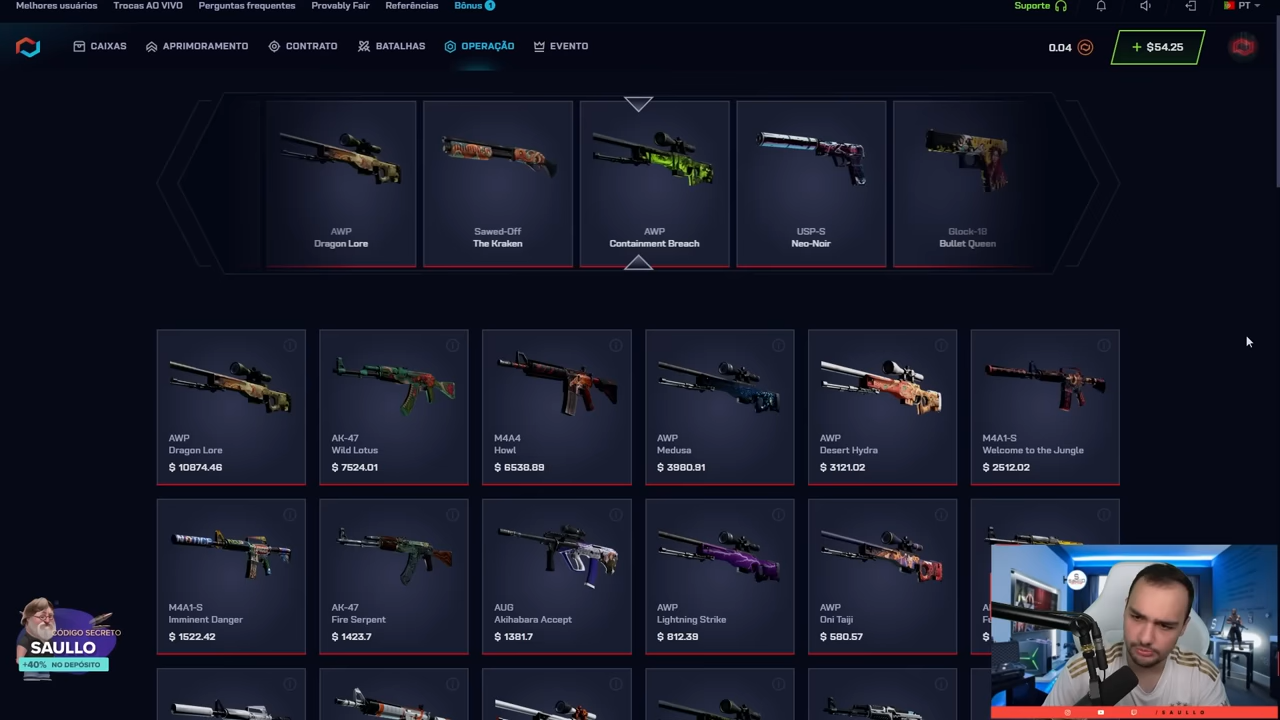 Melhores usuários Trocas AO VIVO Perguntas frequentes Provably Fair Referências Bônus 1 Suporte PT
CAIXAS APRIMORAMENTO CONTRATO BATALHAS OPERAÇÃO EVENTO 0.04 + $54.25
AWP
Dragon Lore
Sawed-Off
The Kraken
AWP
Containment Breach
USP-S
Neo-Noir
Glock-18
Bullet Queen
AWP
Dragon Lore
$ 10874.46
AK-47
Wild Lotus
$ 7524.01
M4A4
Howl
$ 6538.89
AWP
Medusa
$ 3980.91
AWP
Desert Hydra
$ 3121.02
M4A1-S
Welcome to the Jungle
$ 2512.02
M4A1-S
Imminent Danger
$ 1522.42
AK-47
Fire Serpent
$ 1423.7
AUG
Akihabara Accept
$ 1381.7
AWP
Lightning Strike
$ 812.39
AWP
Oni Taiji
$ 580.57
CÓDIGO SECRETO
SAULLO
+40% NO DEPÓSITO
/SAULLO